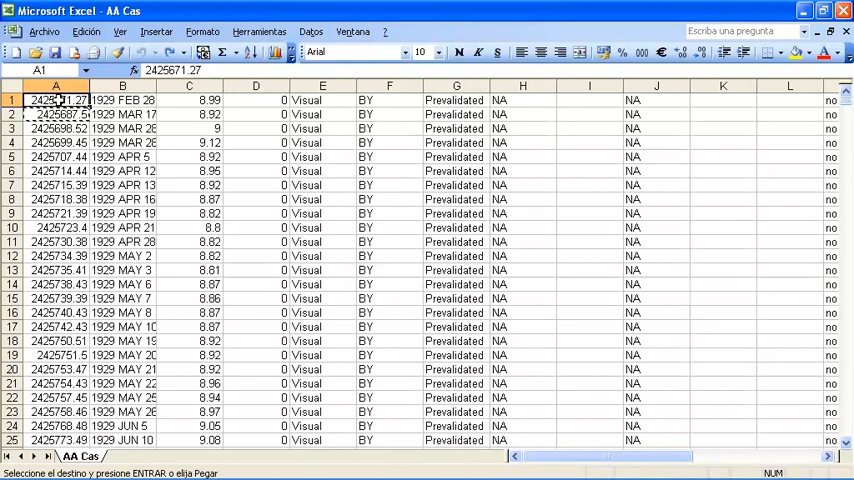 Microsoft Excel - AA Cas
Archivo Edición Ver Insertar Formato Herramientas Datos Ventana ? Escriba una pregunta
Arial 10 N K S % 000
A1 fx 2425671.27
A B C D E F G H I J K L
1 1929 FEB 28 8.99 0 Visual BY Prevalidated NA NA no
2 2425687.5 1929 MAR 17 8.92 0 Visual BY Prevalidated NA NA no
3 2425698.52 1929 MAR 28 9 0 Visual BY Prevalidated NA NA no
4 2425699.45 1929 MAR 28 9.12 0 Visual BY Prevalidated NA NA no
5 2425707.44 1929 APR 5 8.92 0 Visual BY Prevalidated NA NA no
6 2425714.44 1929 APR 12 8.95 0 Visual BY Prevalidated NA NA no
7 2425715.39 1929 APR 13 8.92 0 Visual BY Prevalidated NA NA no
8 2425718.38 1929 APR 16 8.87 0 Visual BY Prevalidated NA NA no
9 2425721.39 1929 APR 19 8.82 0 Visual BY Prevalidated NA NA no
10 2425723.4 1929 APR 21 8.8 0 Visual BY Prevalidated NA NA no
11 2425730.38 1929 APR 28 8.82 0 Visual BY Prevalidated NA NA no
12 2425734.39 1929 MAY 2 8.82 0 Visual BY Prevalidated NA NA no
13 2425735.41 1929 MAY 3 8.81 0 Visual BY Prevalidated NA NA no
14 2425738.43 1929 MAY 6 8.87 0 Visual BY Prevalidated NA NA no
15 2425739.39 1929 MAY 7 8.86 0 Visual BY Prevalidated NA NA no
16 2425740.43 1929 MAY 8 8.87 0 Visual BY Prevalidated NA NA no
17 2425742.43 1929 MAY 10 8.87 0 Visual BY Prevalidated NA NA no
18 2425750.51 1929 MAY 19 8.92 0 Visual BY Prevalidated NA NA no
19 2425751.5 1929 MAY 20 8.92 0 Visual BY Prevalidated NA NA no
20 2425753.47 1929 MAY 21 8.92 0 Visual BY Prevalidated NA NA no
21 2425754.43 1929 MAY 22 8.96 0 Visual BY Prevalidated NA NA no
22 2425757.45 1929 MAY 25 8.94 0 Visual BY Prevalidated NA NA no
23 2425758.46 1929 MAY 26 8.97 0 Visual BY Prevalidated NA NA no
24 2425768.48 1929 JUN 5 9.05 0 Visual BY Prevalidated NA NA no
25 2425773.49 1929 JUN 10 9.08 0 Visual BY Prevalidated NA NA no
AA Cas
Seleccione el destino y presione ENTRAR o elija Pegar NUM